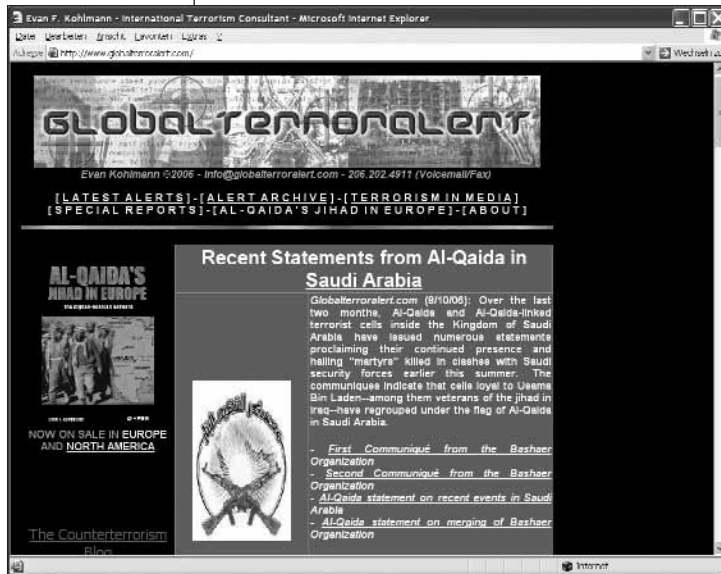 Evan F. Kohlmann - International Terrorism Consultant - Microsoft Internet Explorer
Datei Bearbeiten Ansicht Favoriten Extras ?
Adresse http://www.globalterroralert.com/ Wechseln zu
GLOBALTERRORALERT
Evan Kohlmann ©2006 - info@globalterroralert.com - 206.202.4911 (Voicemail/Fax)
[LATEST ALERTS]-[ALERT ARCHIVE]-[TERRORISM IN MEDIA]
[SPECIAL REPORTS]-[AL-QAIDA'S JIHAD IN EUROPE]-[ABOUT]
AL-QAIDA'S
JIHAD IN EUROPE
NOW ON SALE IN EUROPE
AND NORTH AMERICA
The Counterterrorism
Blog
Recent Statements from Al-Qaida in
Saudi Arabia
Globalterroralert.com (8/10/06): Over the last
two months, Al-Qaida and Al-Qaida-linked
terrorist cells inside the Kingdom of Saudi
Arabia have issued numerous statements
proclaiming their continued presence and
hailing "martyrs" killed in clashes with Saudi
security forces earlier this summer. The
communiques indicate that cells loyal to Usama
Bin Laden--among them veterans of the jihad in
Iraq--have regrouped under the flag of Al-Qaida
in Saudi Arabia.
- First Communiqué from the Bashaer
Organization
- Second Communiqué from the Bashaer
Organization
- Al-Qaida statement on recent events in Saudi
Arabia
- Al-Qaida statement on merging of Bashaer
Organization
Internet